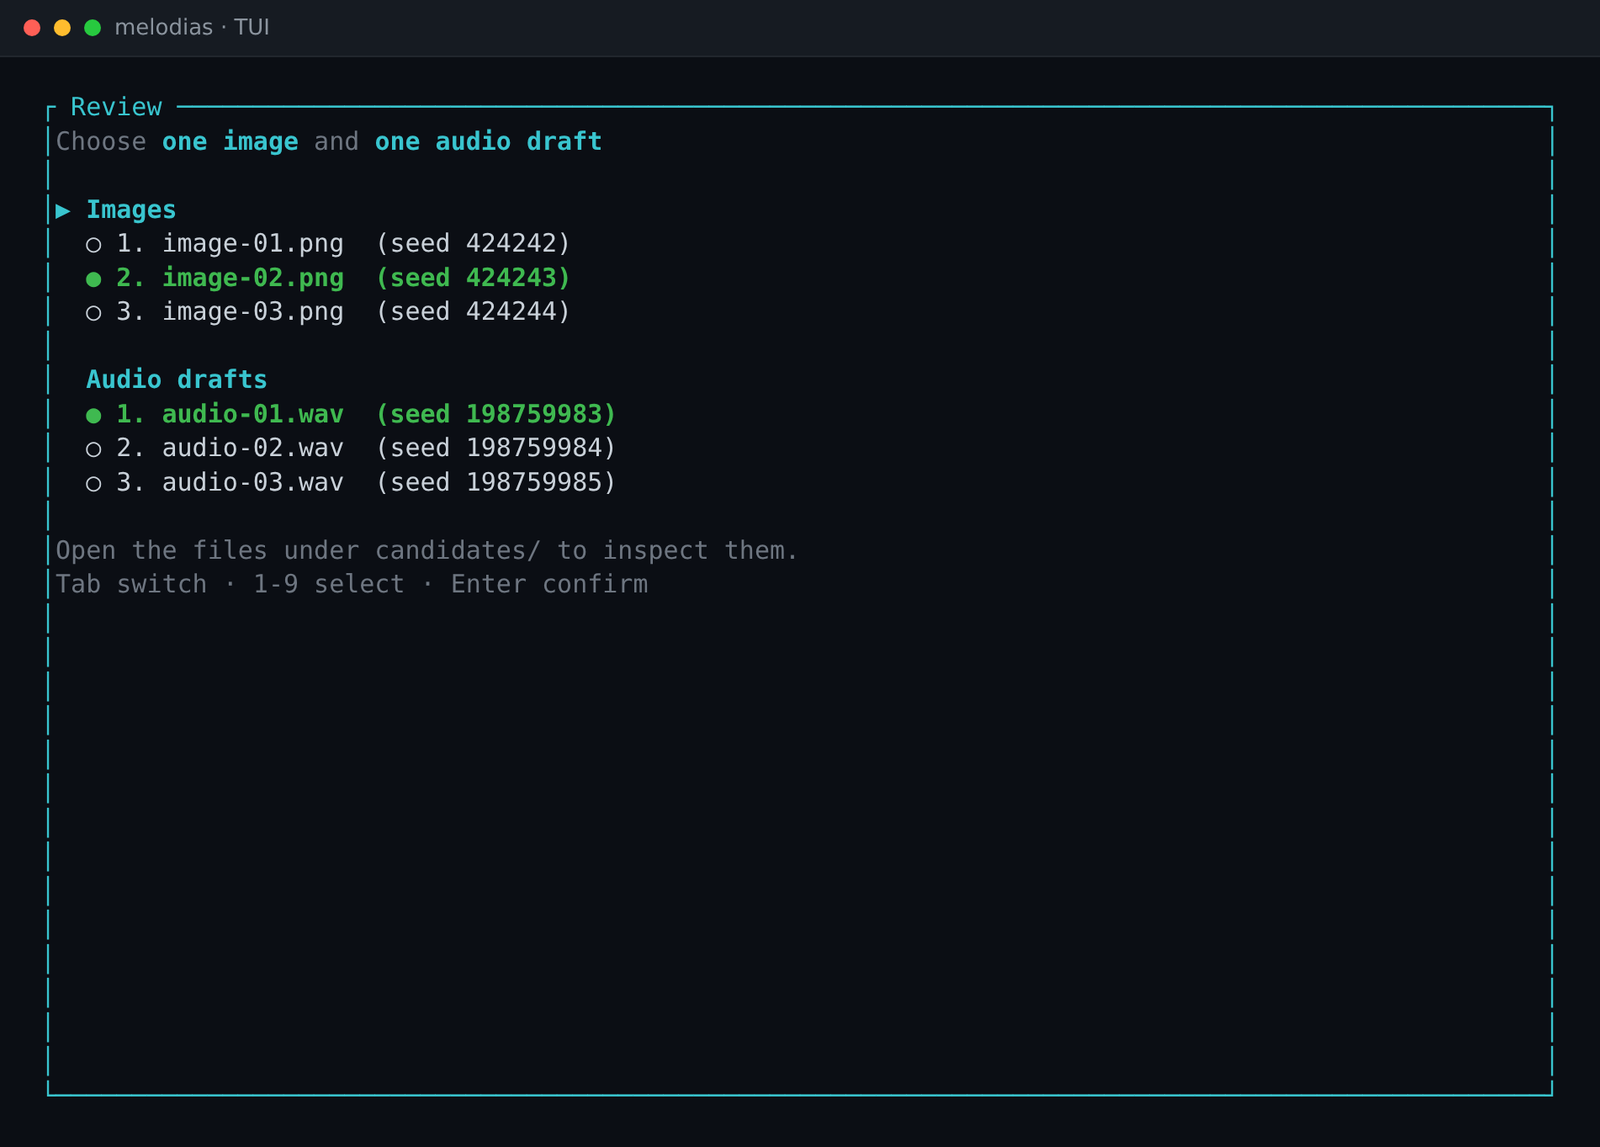 melodias · TUI
Review
Choose one image and one audio draft
▶ Images
○ 1. image-01.png  (seed 424242)
● 2. image-02.png  (seed 424243)
○ 3. image-03.png  (seed 424244)
Audio drafts
● 1. audio-01.wav  (seed 198759983)
○ 2. audio-02.wav  (seed 198759984)
○ 3. audio-03.wav  (seed 198759985)
Open the files under candidates/ to inspect them.
Tab switch · 1-9 select · Enter confirm